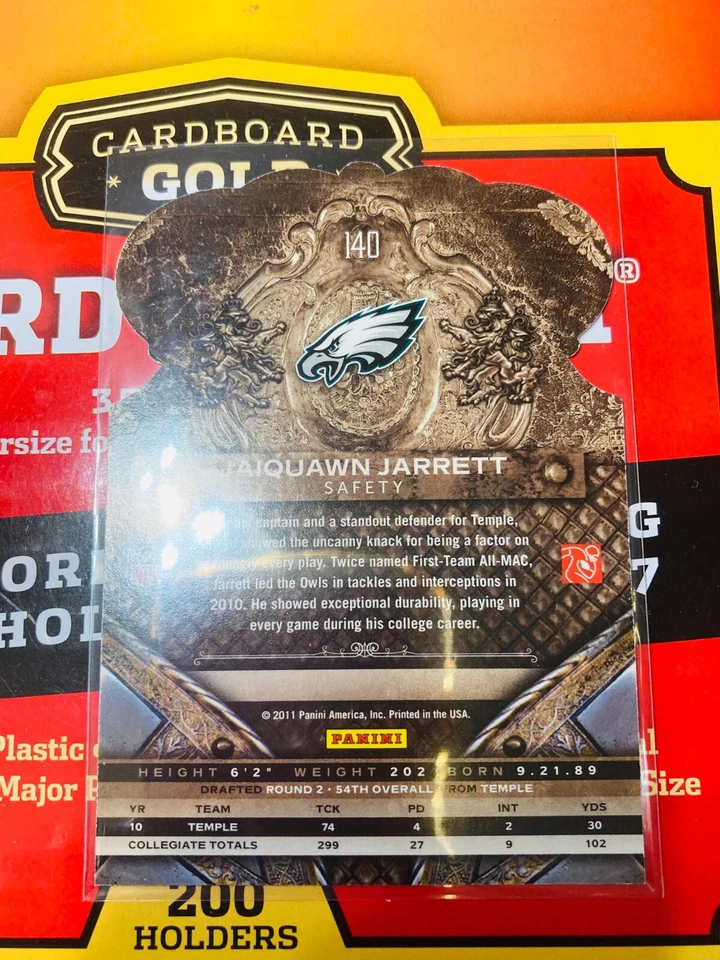 CARDBOARD
GOLD
RD
®
3
rsize fo
G
ORI
7
HOL
140
JAIQUAWN JARRETT
SAFETY
captain and a standout defender for Temple,
showed the uncanny knack for being a factor on
every play. Twice named First-Team All-MAC,
Jarrett led the Owls in tackles and interceptions in
2010. He showed exceptional durability, playing in
every game during his college career.
© 2011 Panini America, Inc. Printed in the USA.
PANINI
Plastic
l
Major P
Size
HEIGHT 6'2" WEIGHT 202 BORN 9.21.89
DRAFTED ROUND 2 • 54TH OVERALL FROM TEMPLE
YR TEAM TCK PD INT YDS
10 TEMPLE 74 4 2 30
COLLEGIATE TOTALS 299 27 9 102
200
HOLDERS